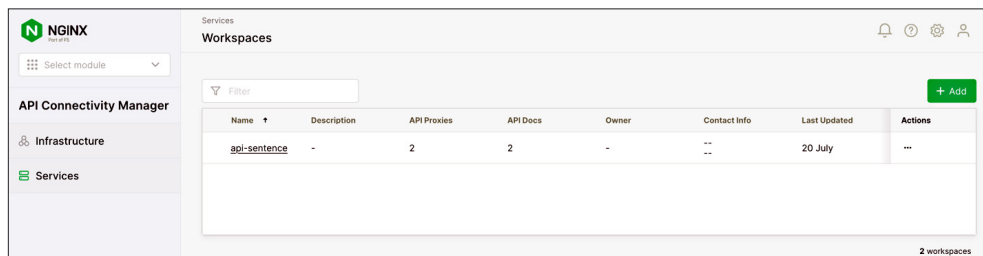 NGINX
Part of F5
Select module
API Connectivity Manager
Infrastructure
Services
Services
Workspaces
Filter
+ Add
Name ↑ Description API Proxies API Docs Owner Contact Info Last Updated Actions
api-sentence - 2 2 - -- 20 July ...
--
2 workspaces